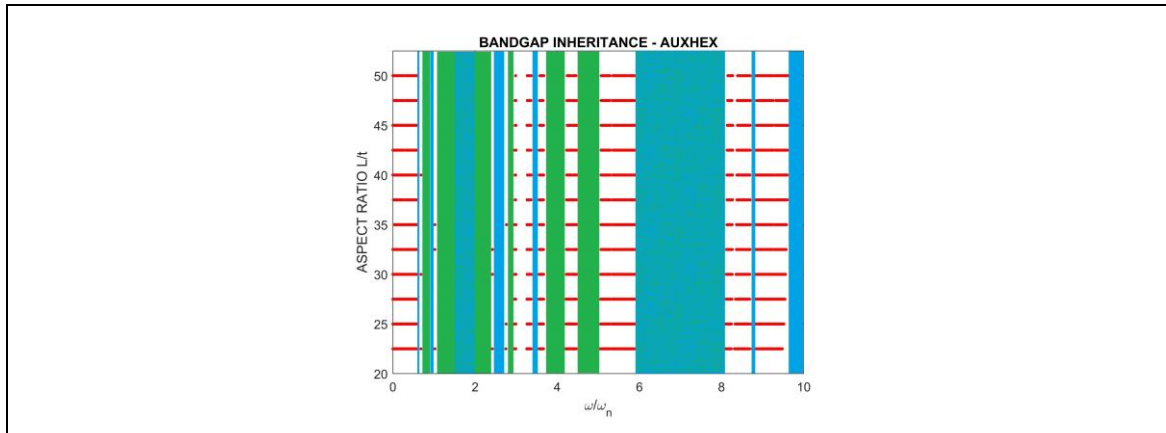 BANDGAP INHERITANCE - AUXHEX
ASPECT RATIO L/t
50
45
40
35
30
25
20
0 2 4 6 8 10
ω/ωn